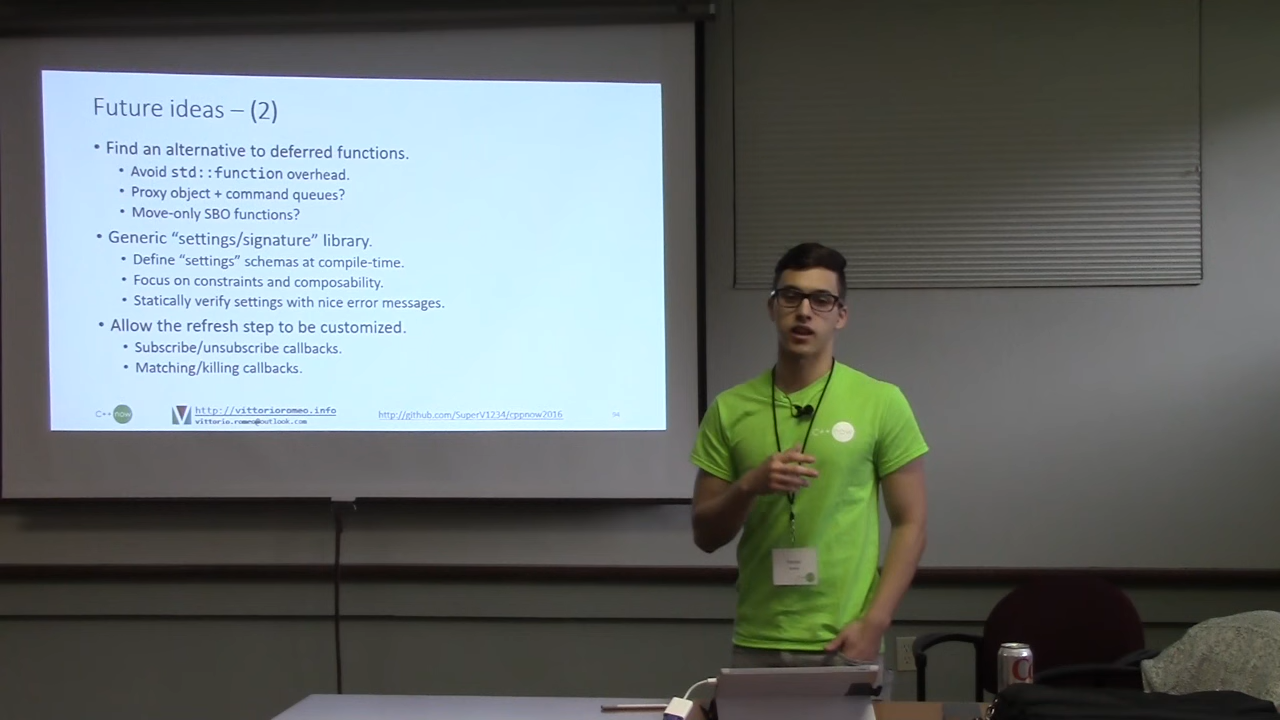 Future ideas – (2)
• Find an alternative to deferred functions.
• Avoid std::function overhead.
• Proxy object + command queues?
• Move-only SBO functions?
• Generic “settings/signature” library.
• Define “settings” schemas at compile-time.
• Focus on constraints and composability.
• Statically verify settings with nice error messages.
• Allow the refresh step to be customized.
• Subscribe/unsubscribe callbacks.
• Matching/killing callbacks.
C++ now
http://vittorioromeo.info
vittorio.romeo@outlook.com
http://github.com/SuperV1234/cppnow2016
C++ now